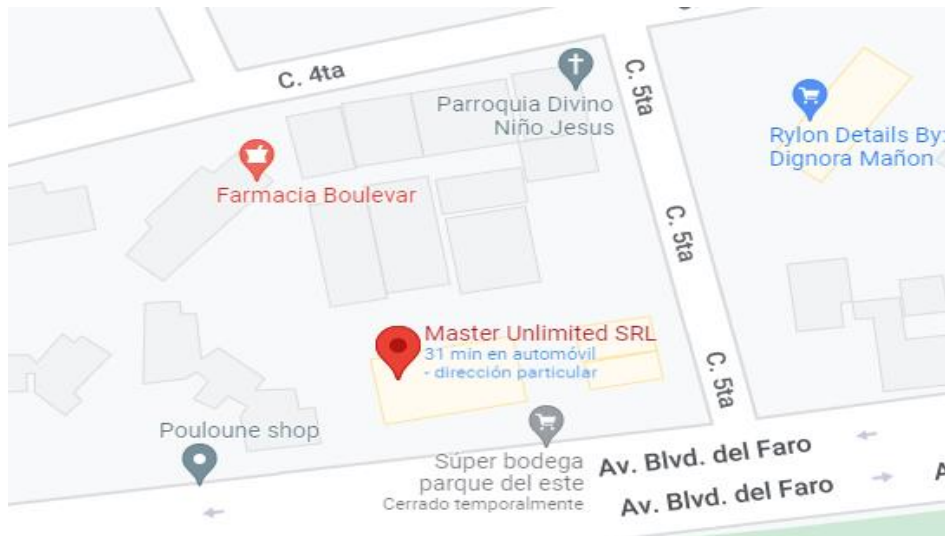 C. 4ta
C. 5ta
Parroquia Divino
Niño Jesus
Rylon Details By:
Dignora Mañon
Farmacia Boulevar
C. 5ta
Master Unlimited SRL
31 min en automóvil
- dirección particular
C. 5ta
Pouloune shop
Súper bodega
parque del este
Cerrado temporalmente
Av. Blvd. del Faro
Av. Blvd. del Faro
A